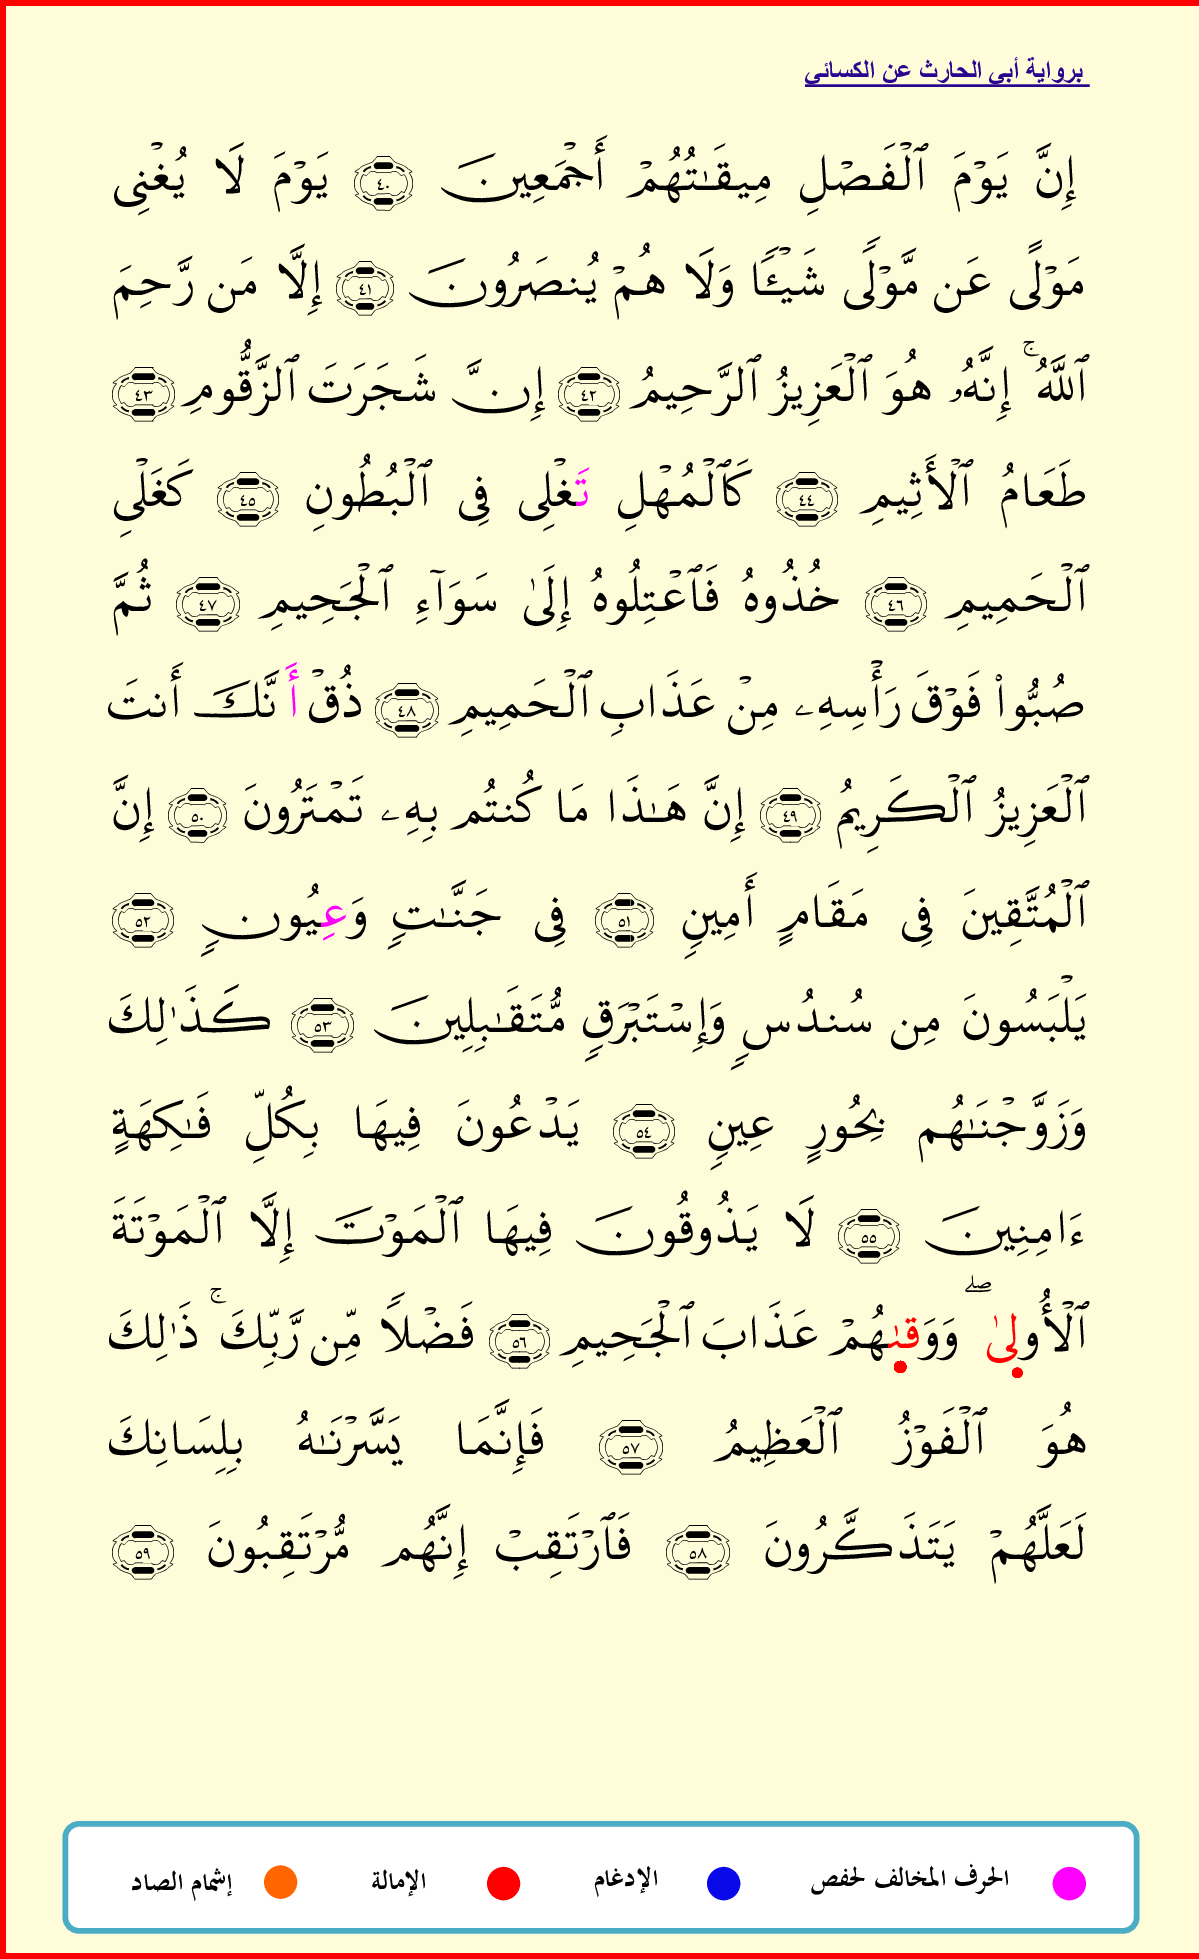 برواية أبي الحارث عن الكسائي
إِنَّ يَوْمَ ٱلْفَصْلِ مِيقَـٰتُهُمْ أَجْمَعِينَ ٤٠ يَوْمَ لَا يُغْنِى
مَوْلًى عَن مَّوْلًى شَيْـًٔا وَلَا هُمْ يُنصَرُونَ ٤١ إِلَّا مَن رَّحِمَ
ٱللَّهُ ۚ إِنَّهُۥ هُوَ ٱلْعَزِيزُ ٱلرَّحِيمُ ٤٢ إِنَّ شَجَرَتَ ٱلزَّقُّومِ ٤٣
طَعَامُ ٱلْأَثِيمِ ٤٤ كَٱلْمُهْلِ تَغْلِى فِى ٱلْبُطُونِ ٤٥ كَغَلْىِ
ٱلْحَمِيمِ ٤٦ خُذُوهُ فَٱعْتِلُوهُ إِلَىٰ سَوَآءِ ٱلْجَحِيمِ ٤٧ ثُمَّ
صُبُّوا۟ فَوْقَ رَأْسِهِۦ مِنْ عَذَابِ ٱلْحَمِيمِ ٤٨ ذُقْ أَنَّكَ أَنتَ
ٱلْعَزِيزُ ٱلْكَرِيمُ ٤٩ إِنَّ هَـٰذَا مَا كُنتُم بِهِۦ تَمْتَرُونَ ٥٠ إِنَّ
ٱلْمُتَّقِينَ فِى مَقَامٍ أَمِينٍ ٥١ فِى جَنَّـٰتٍ وَعِيُونٍ ٥٢
يَلْبَسُونَ مِن سُندُسٍ وَإِسْتَبْرَقٍ مُّتَقَـٰبِلِينَ ٥٣ كَذَٰلِكَ
وَزَوَّجْنَـٰهُم بِحُورٍ عِينٍ ٥٤ يَدْعُونَ فِيهَا بِكُلِّ فَـٰكِهَةٍ
ءَامِنِينَ ٥٥ لَا يَذُوقُونَ فِيهَا ٱلْمَوْتَ إِلَّا ٱلْمَوْتَةَ
ٱلْأُولىٰ ۖ وَوَقىٰهُمْ عَذَابَ ٱلْجَحِيمِ ٥٦ فَضْلًا مِّن رَّبِّكَ ۚ ذَٰلِكَ
هُوَ ٱلْفَوْزُ ٱلْعَظِيمُ ٥٧ فَإِنَّمَا يَسَّرْنَـٰهُ بِلِسَانِكَ
لَعَلَّهُمْ يَتَذَكَّرُونَ ٥٨ فَٱرْتَقِبْ إِنَّهُم مُّرْتَقِبُونَ ٥٩
الحرف المخالف لحفص الإدغام الإمالة إشمام الصاد